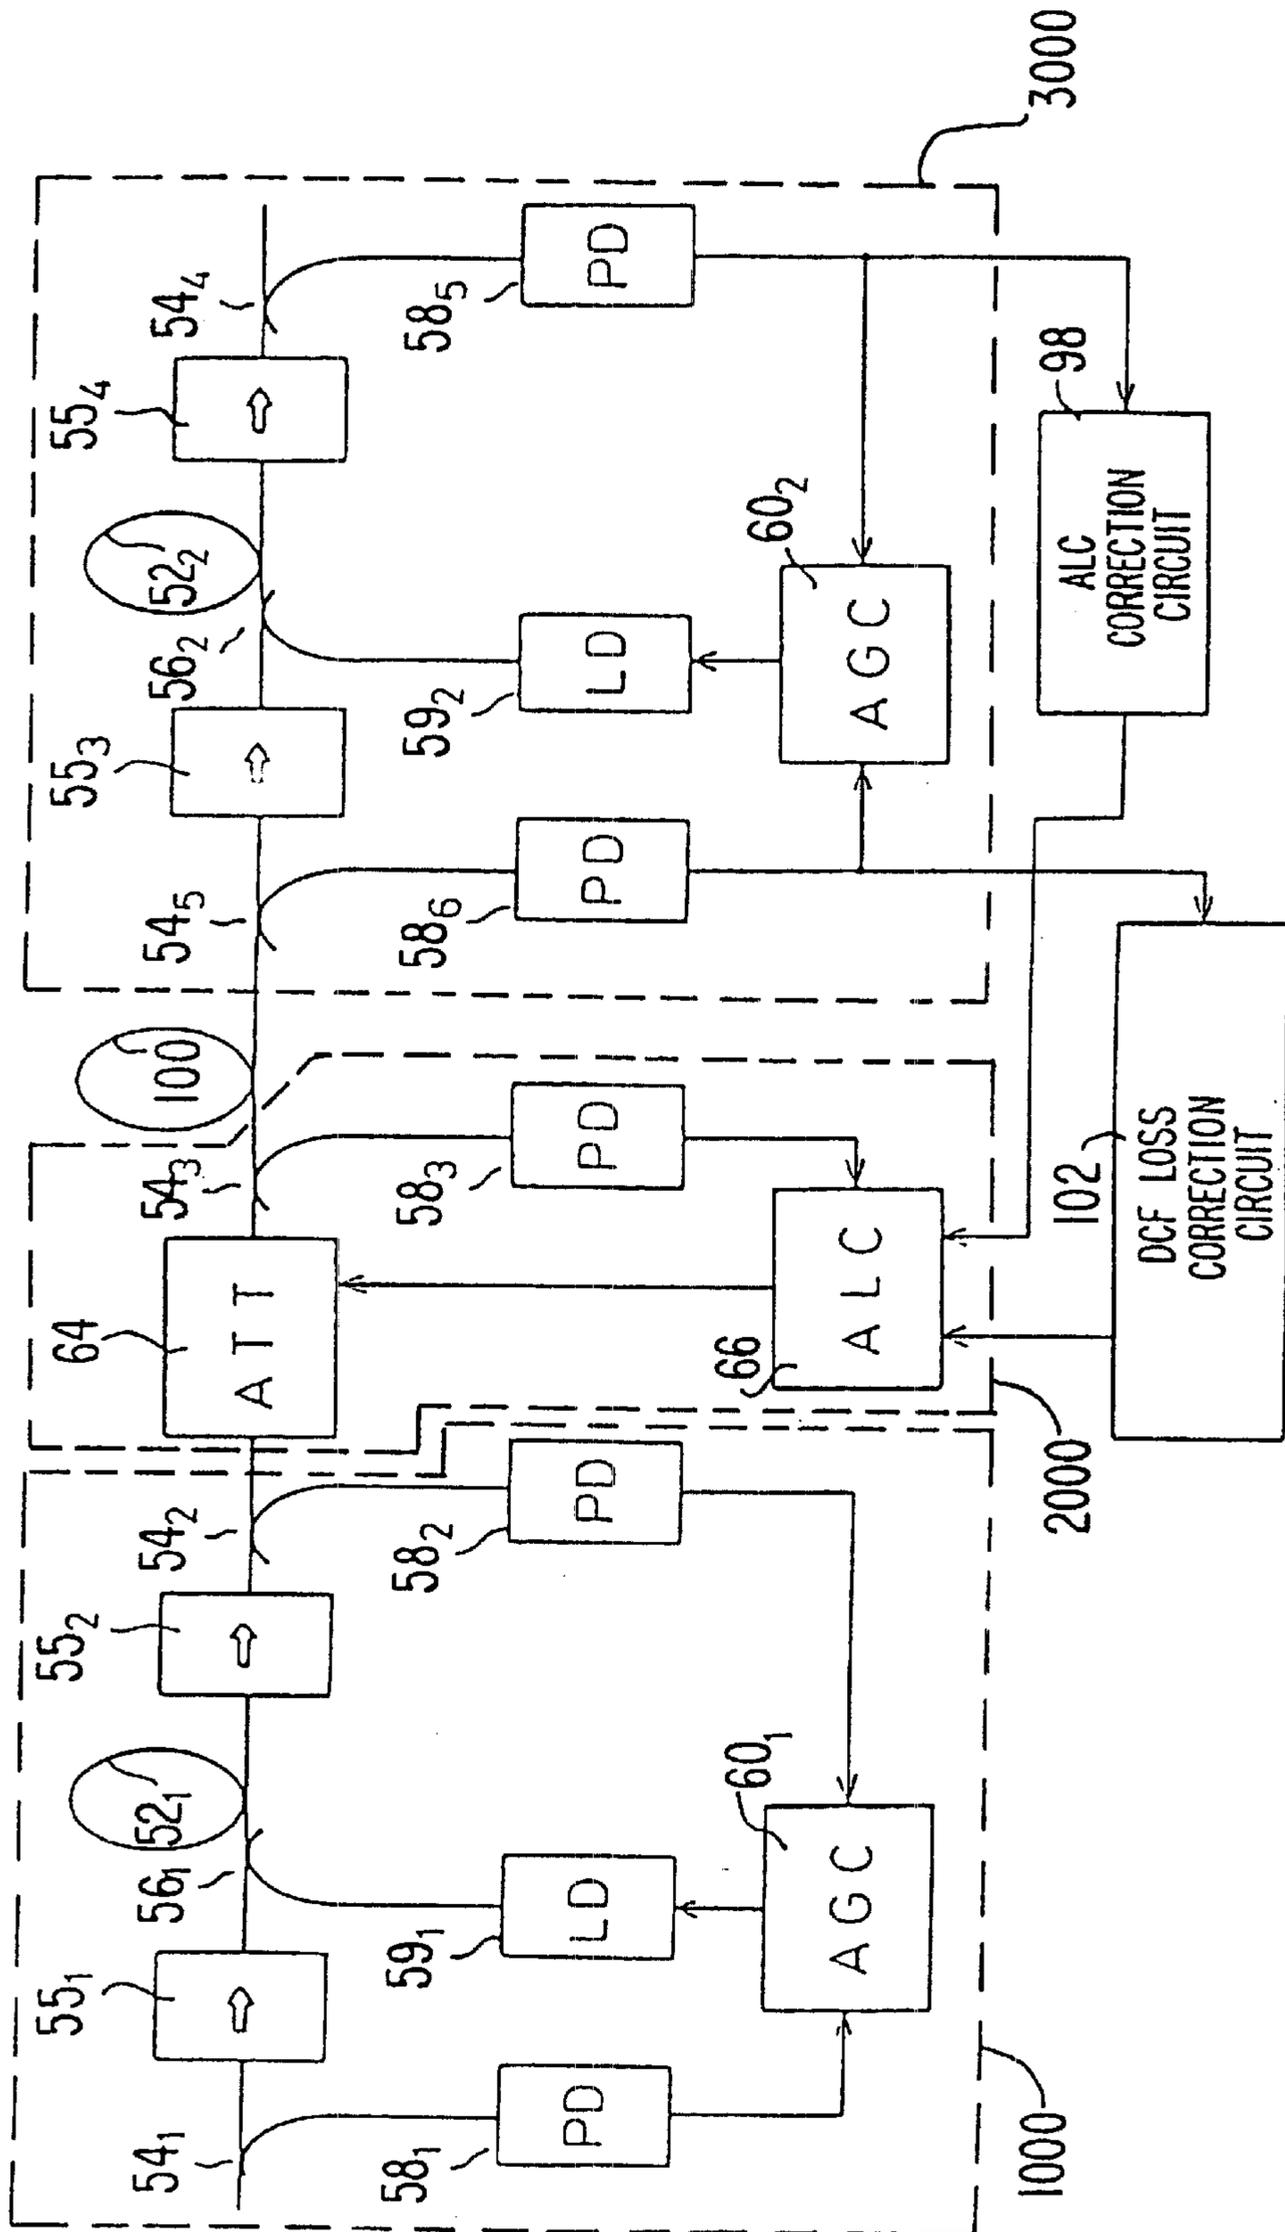 54₁
55₁
56₁
52₁
55₂
54₂
64
ATT
54₃
100
54₅
55₃
56₂
52₂
55₄
54₄
58₁
PD
59₁
LD
58₂
PD
58₃
PD
58₆
PD
59₂
LD
58₅
PD
60₁
AGC
66
ALC
60₂
AGC
1000
2000
3000
102
DCF LOSS
CORRECTION
CIRCUIT
98
ALC
CORRECTION
CIRCUIT